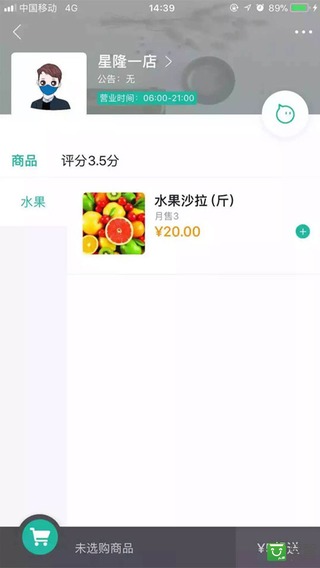 中国移动 4G 14:39 89%
星隆一店
公告：无
营业时间：06:00-21:00
商品 评分3.5分
水果
水果沙拉 (斤)
月售3
¥20.00
未选购商品
送